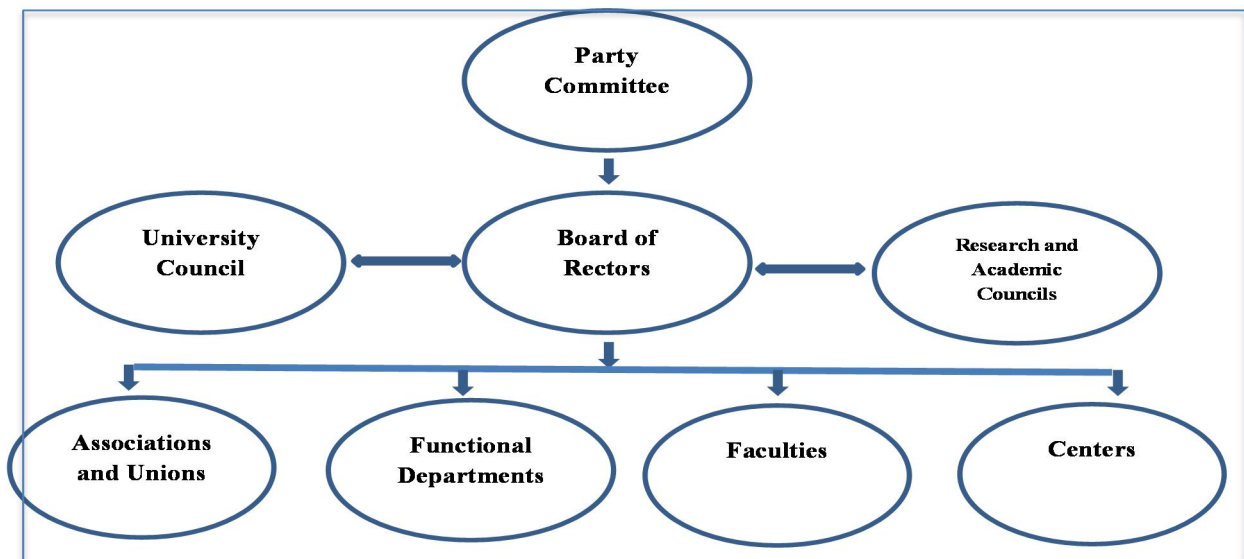 Party
Committee
University
Council
Board of
Rectors
Research and
Academic
Councils
Associations
and Unions
Functional
Departments
Faculties
Centers